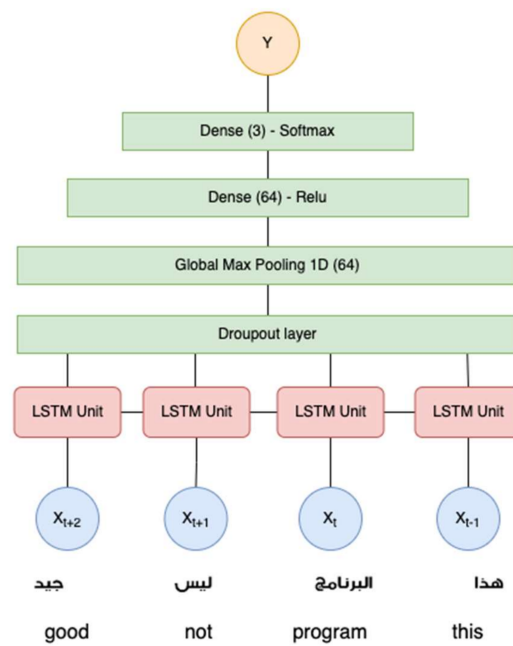 Y
Dense (3) - Softmax
Dense (64) - Relu
Global Max Pooling 1D (64)
Droupout layer
LSTM Unit LSTM Unit LSTM Unit LSTM Unit
Xt+2 Xt+1 Xt Xt-1
هذا البرنامج ليس جيد
good not program this